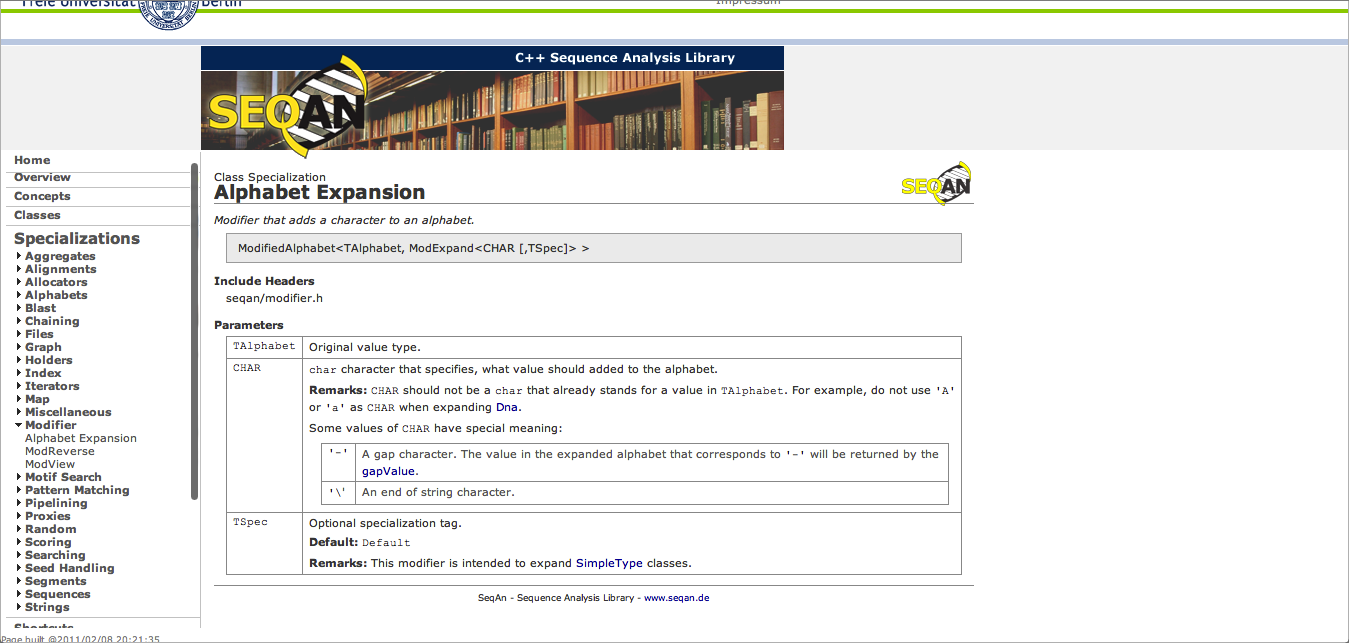 Freie Universität Berlin
Impressum
C++ Sequence Analysis Library
SEQAN
Home
Overview
Concepts
Classes
Specializations
Aggregates
Alignments
Allocators
Alphabets
Blast
Chaining
Files
Graph
Holders
Index
Iterators
Map
Miscellaneous
Modifier
Alphabet Expansion
ModReverse
ModView
Motif Search
Pattern Matching
Pipelining
Proxies
Random
Scoring
Searching
Seed Handling
Segments
Sequences
Strings
Shortcuts
Page built @2011/02/08 20:21:35
Class Specialization
SEQAN
Alphabet Expansion
Modifier that adds a character to an alphabet.
ModifiedAlphabet<TAlphabet, ModExpand<CHAR [,TSpec]> >
Include Headers
seqan/modifier.h
Parameters
TAlphabet Original value type.
CHAR char character that specifies, what value should added to the alphabet.
Remarks: CHAR should not be a char that already stands for a value in TAlphabet. For example, do not use 'A'
or 'a' as CHAR when expanding Dna.
Some values of CHAR have special meaning:
'-' A gap character. The value in the expanded alphabet that corresponds to '-' will be returned by the
gapValue.
'\' An end of string character.
TSpec Optional specialization tag.
Default: Default
Remarks: This modifier is intended to expand SimpleType classes.
SeqAn - Sequence Analysis Library - www.seqan.de